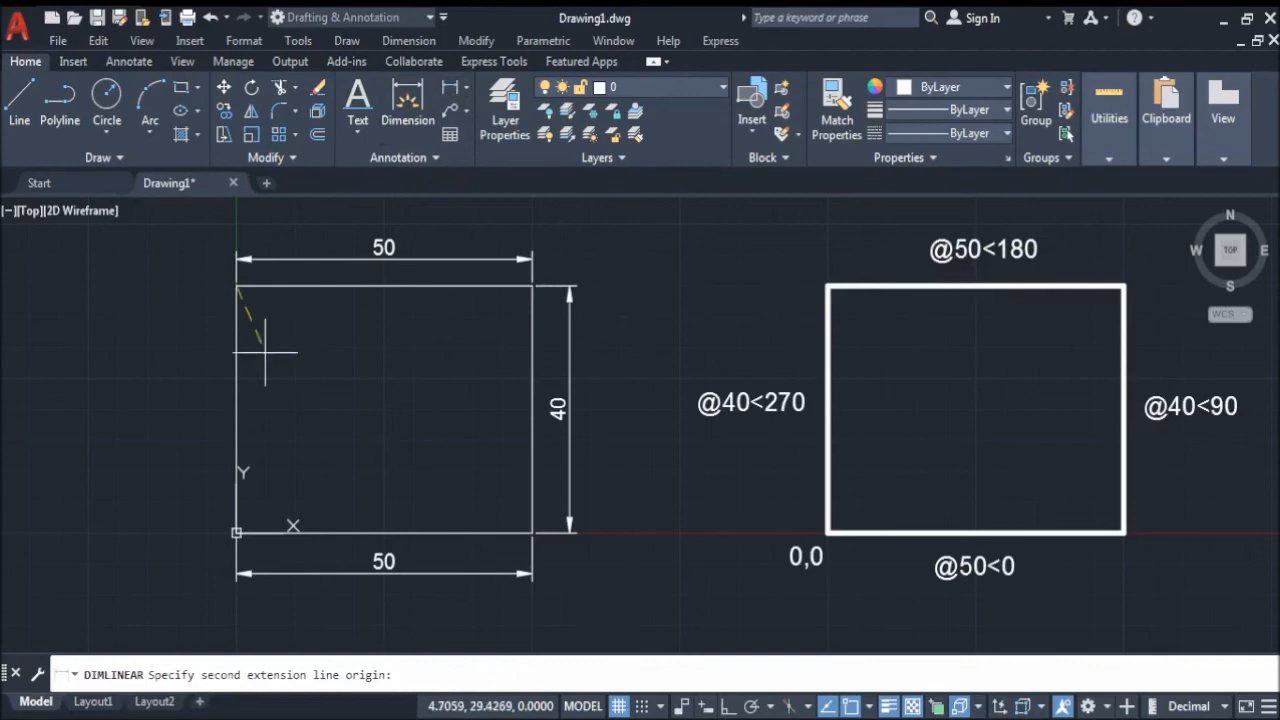 Drafting & Annotation
Drawing1.dwg
Type a keyword or phrase
Sign In
File Edit View Insert Format Tools Draw Dimension Modify Parametric Window Help Express
Home Insert Annotate View Manage Output Add-ins Collaborate Express Tools Featured Apps
Line Polyline Circle Arc
Text Dimension
Layer Properties
0
Insert
Match Properties
ByLayer
ByLayer
ByLayer
Group
Utilities
Clipboard
View
Draw Modify Annotation Layers Block Properties Groups
Start Drawing1*
[−][Top][2D Wireframe]
N
W TOP E
S
WCS
50
@50<180
40
@40<270
@40<90
Y
X
50
0,0
@50<0
DIMLINEAR Specify second extension line origin:
Model Layout1 Layout2
4.7059, 29.4269, 0.0000 MODEL
Decimal